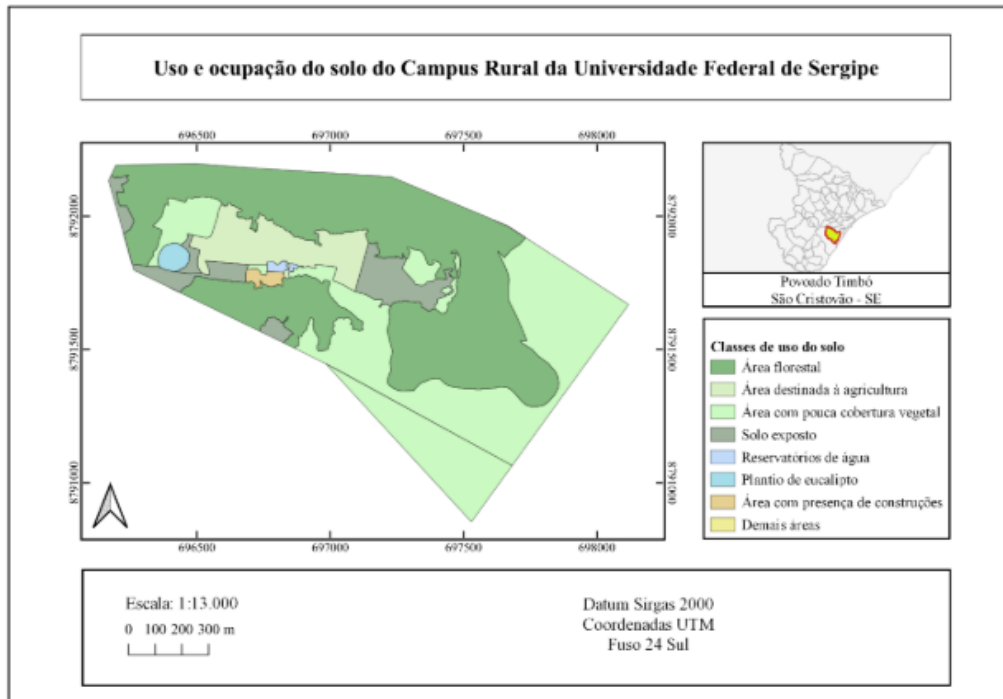 Uso e ocupação do solo do Campus Rural da Universidade Federal de Sergipe
696500 697000 697500 698000
8792000 8792000
8791500 8791500
8791000 8791000
696500 697000 697500 698000
Povoado Timbó
São Cristovão - SE
Classes de uso do solo
Área florestal
Área destinada à agricultura
Área com pouca cobertura vegetal
Solo exposto
Reservatórios de água
Plantio de eucalipto
Área com presença de construções
Demais áreas
Escala: 1:13.000
0 100 200 300 m
Datum Sirgas 2000
Coordenadas UTM
Fuso 24 Sul